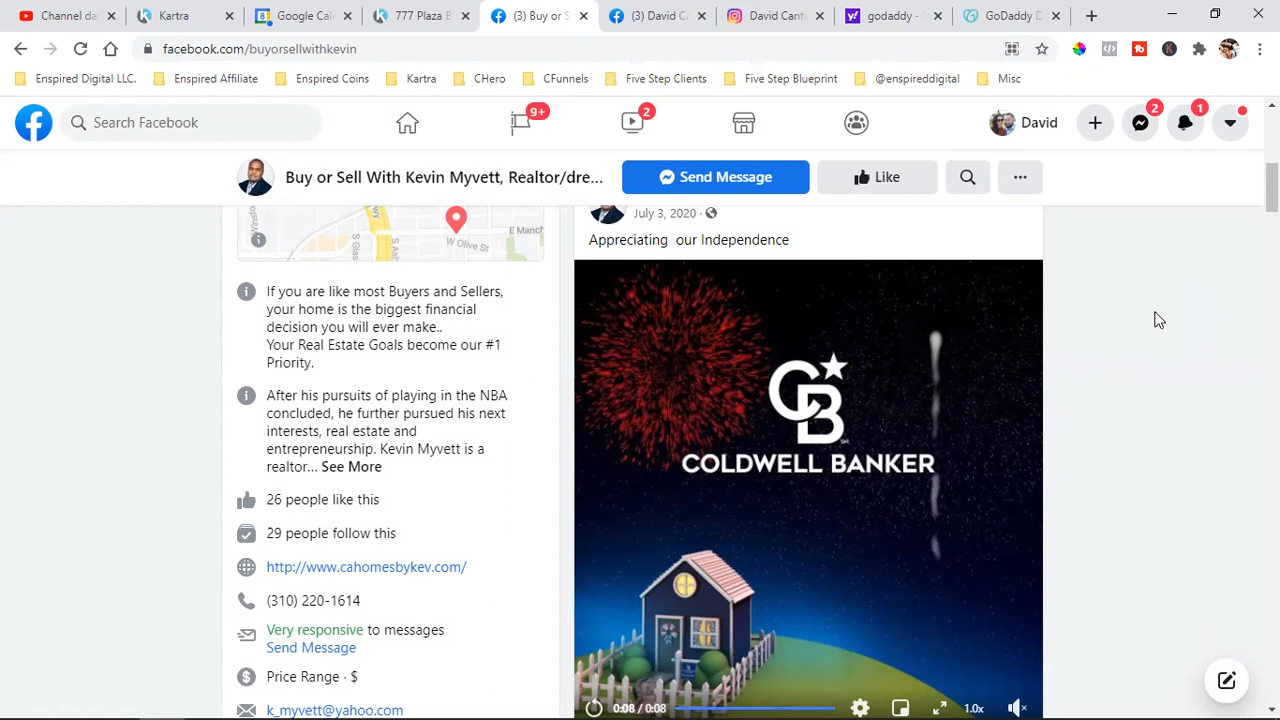 Channel da
Kartra
Google Cal
777 Plaza B
(3) Buy or S
(3) David Ca
David Cant
godaddy -
GoDaddy D
facebook.com/buyorsellwithkevin
Enspired Digital LLC.
Enspired Affiliate
Enspired Coins
Kartra
CHero
CFunnels
Five Step Clients
Five Step Blueprint
@enspireddigital
Misc
Search Facebook
9+
2
David
2
1
Buy or Sell With Kevin Myvett, Realtor/dre...
Send Message
Like
July 3, 2020
Appreciating our Independence
W Olive St
E Manch
If you are like most Buyers and Sellers,
your home is the biggest financial
decision you will ever make..
Your Real Estate Goals become our #1
Priority.
After his pursuits of playing in the NBA
concluded, he further pursued his next
interests, real estate and
entrepreneurship. Kevin Myvett is a
realtor... See More
26 people like this
29 people follow this
http://www.cahomesbykev.com/
(310) 220-1614
Very responsive to messages
Send Message
Price Range · $
k_myvett@yahoo.com
CB
COLDWELL BANKER
0:08 / 0:08
1.0x